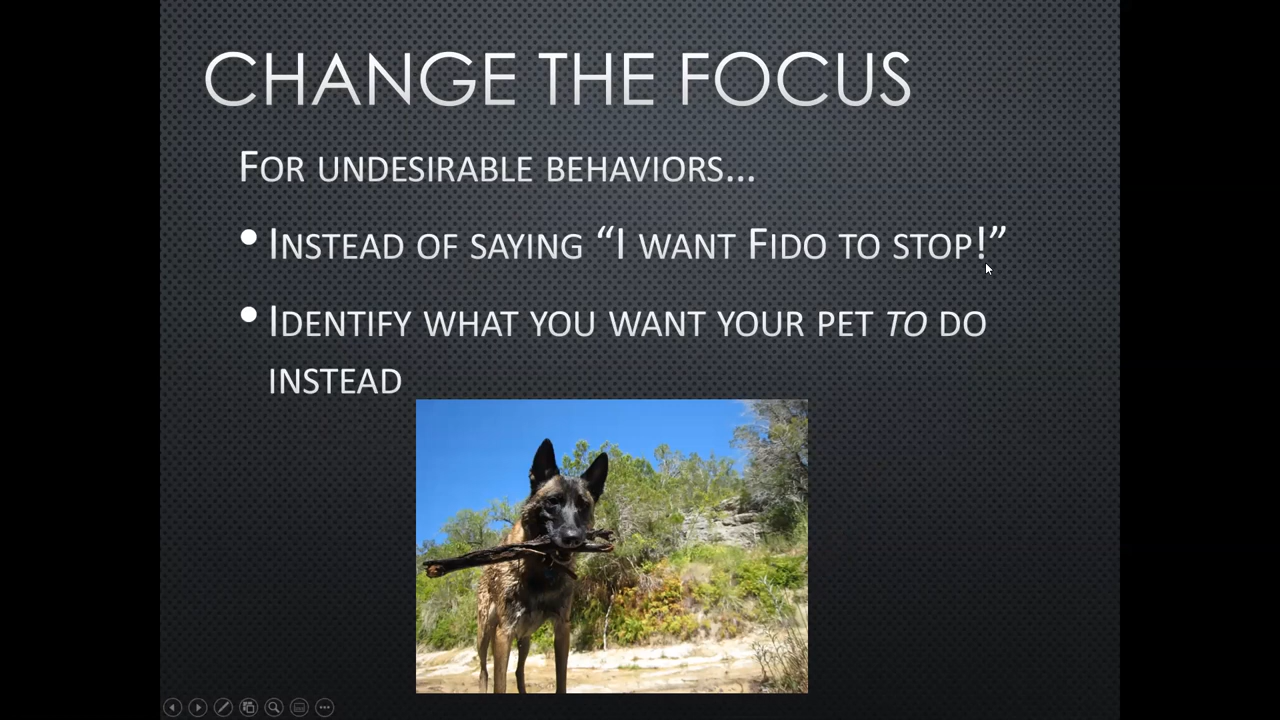 CHANGE THE FOCUS
FOR UNDESIRABLE BEHAVIORS...
• INSTEAD OF SAYING “I WANT FIDO TO STOP!”
• IDENTIFY WHAT YOU WANT YOUR PET TO DO
INSTEAD